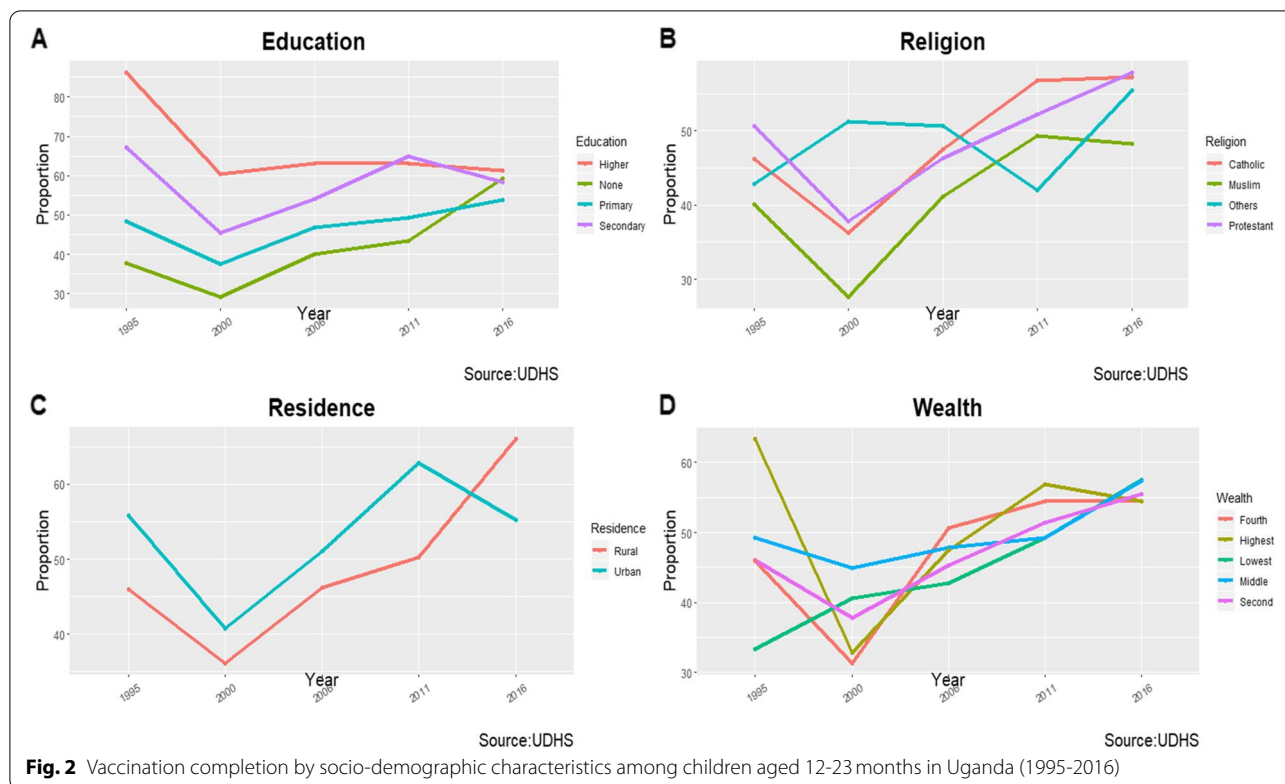 A
Education
Proportion
80
70
60
50
40
30
1995
2000
2006
2011
2016
Year
Education
Higher
None
Primary
Secondary
Source:UDHS
B
Religion
Proportion
50
40
30
1995
2000
2006
2011
2016
Year
Religion
Catholic
Muslim
Others
Protestant
Source:UDHS
C
Residence
Proportion
60
50
40
1995
2000
2006
2011
2016
Year
Residence
Rural
Urban
Source:UDHS
D
Wealth
Proportion
60
50
40
30
1995
2000
2006
2011
2016
Year
Wealth
Fourth
Highest
Lowest
Middle
Second
Source:UDHS
Fig. 2 Vaccination completion by socio-demographic characteristics among children aged 12-23 months in Uganda (1995-2016)